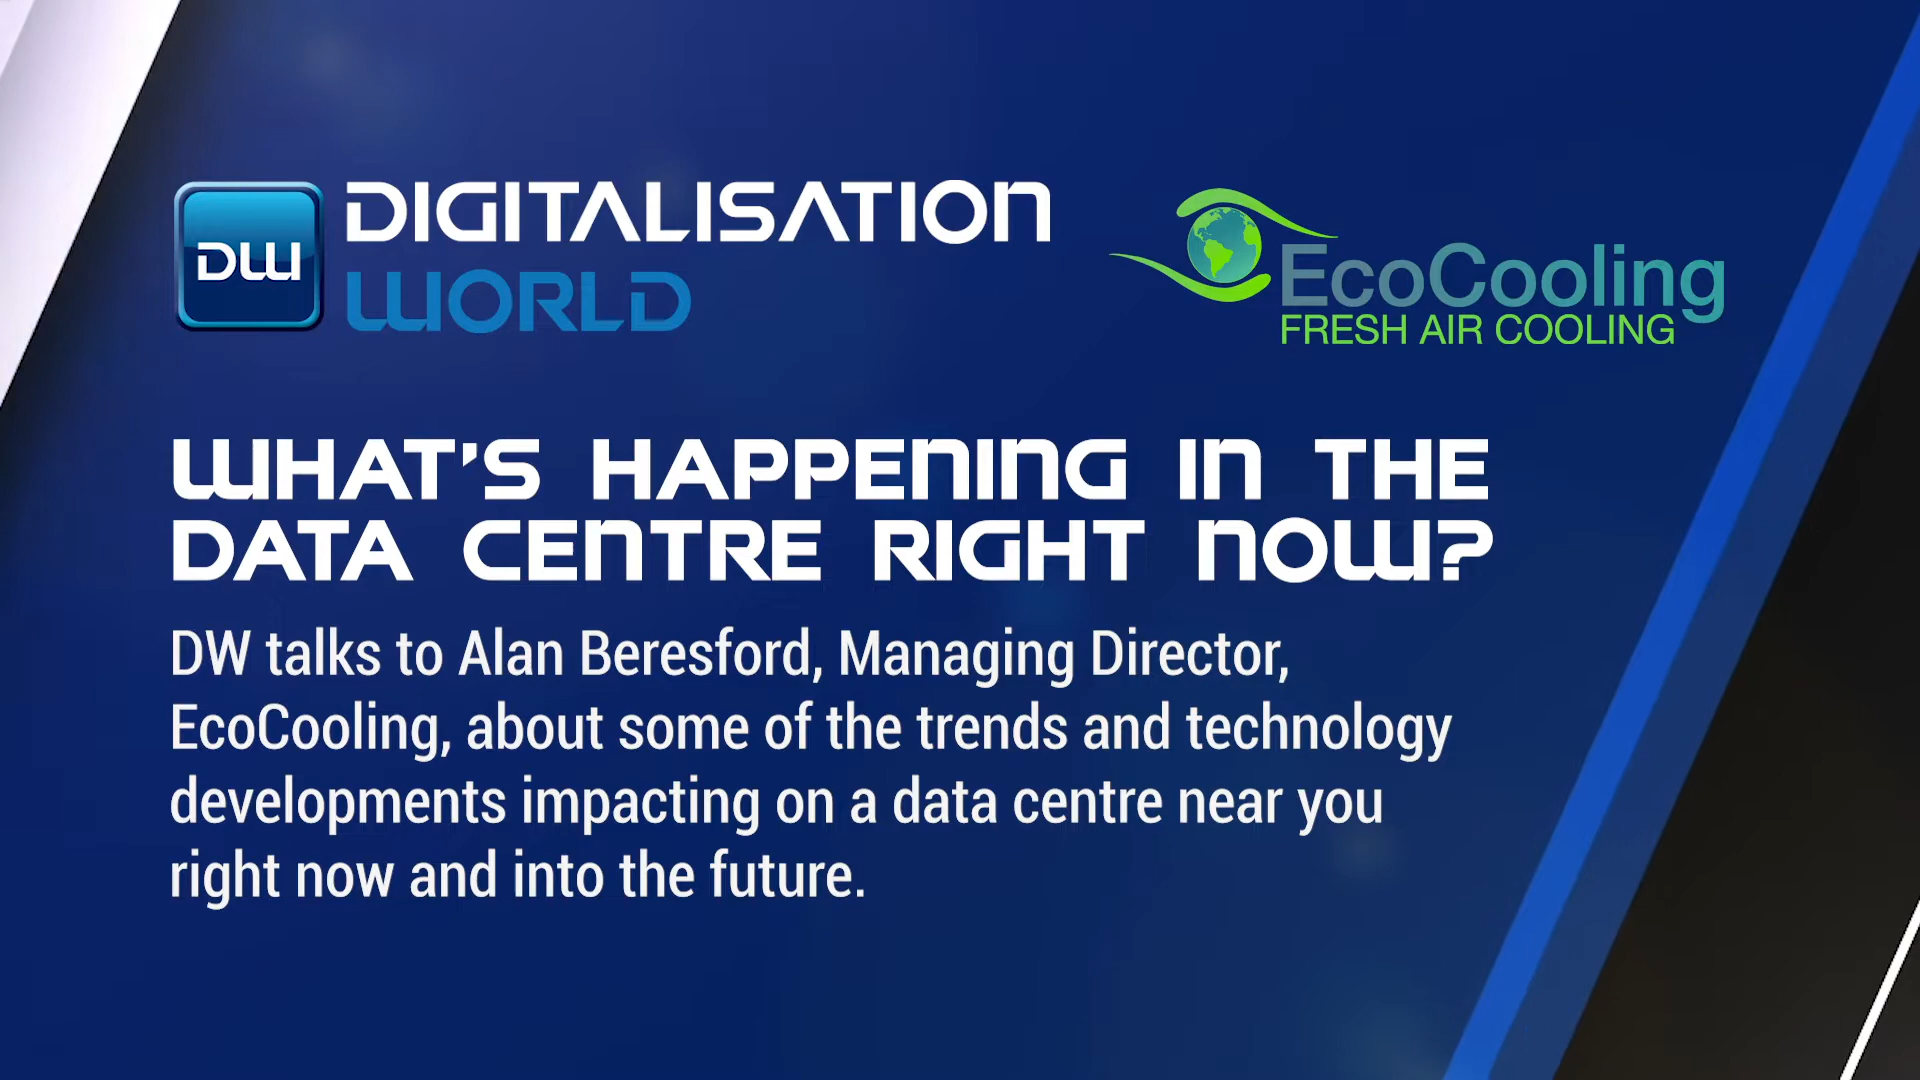 DW
DIGITALISATION
WORLD
EcoCooling
FRESH AIR COOLING
WHAT'S HAPPENING IN THE
DATA CENTRE RIGHT NOW?
DW talks to Alan Beresford, Managing Director,
EcoCooling, about some of the trends and technology
developments impacting on a data centre near you
right now and into the future.